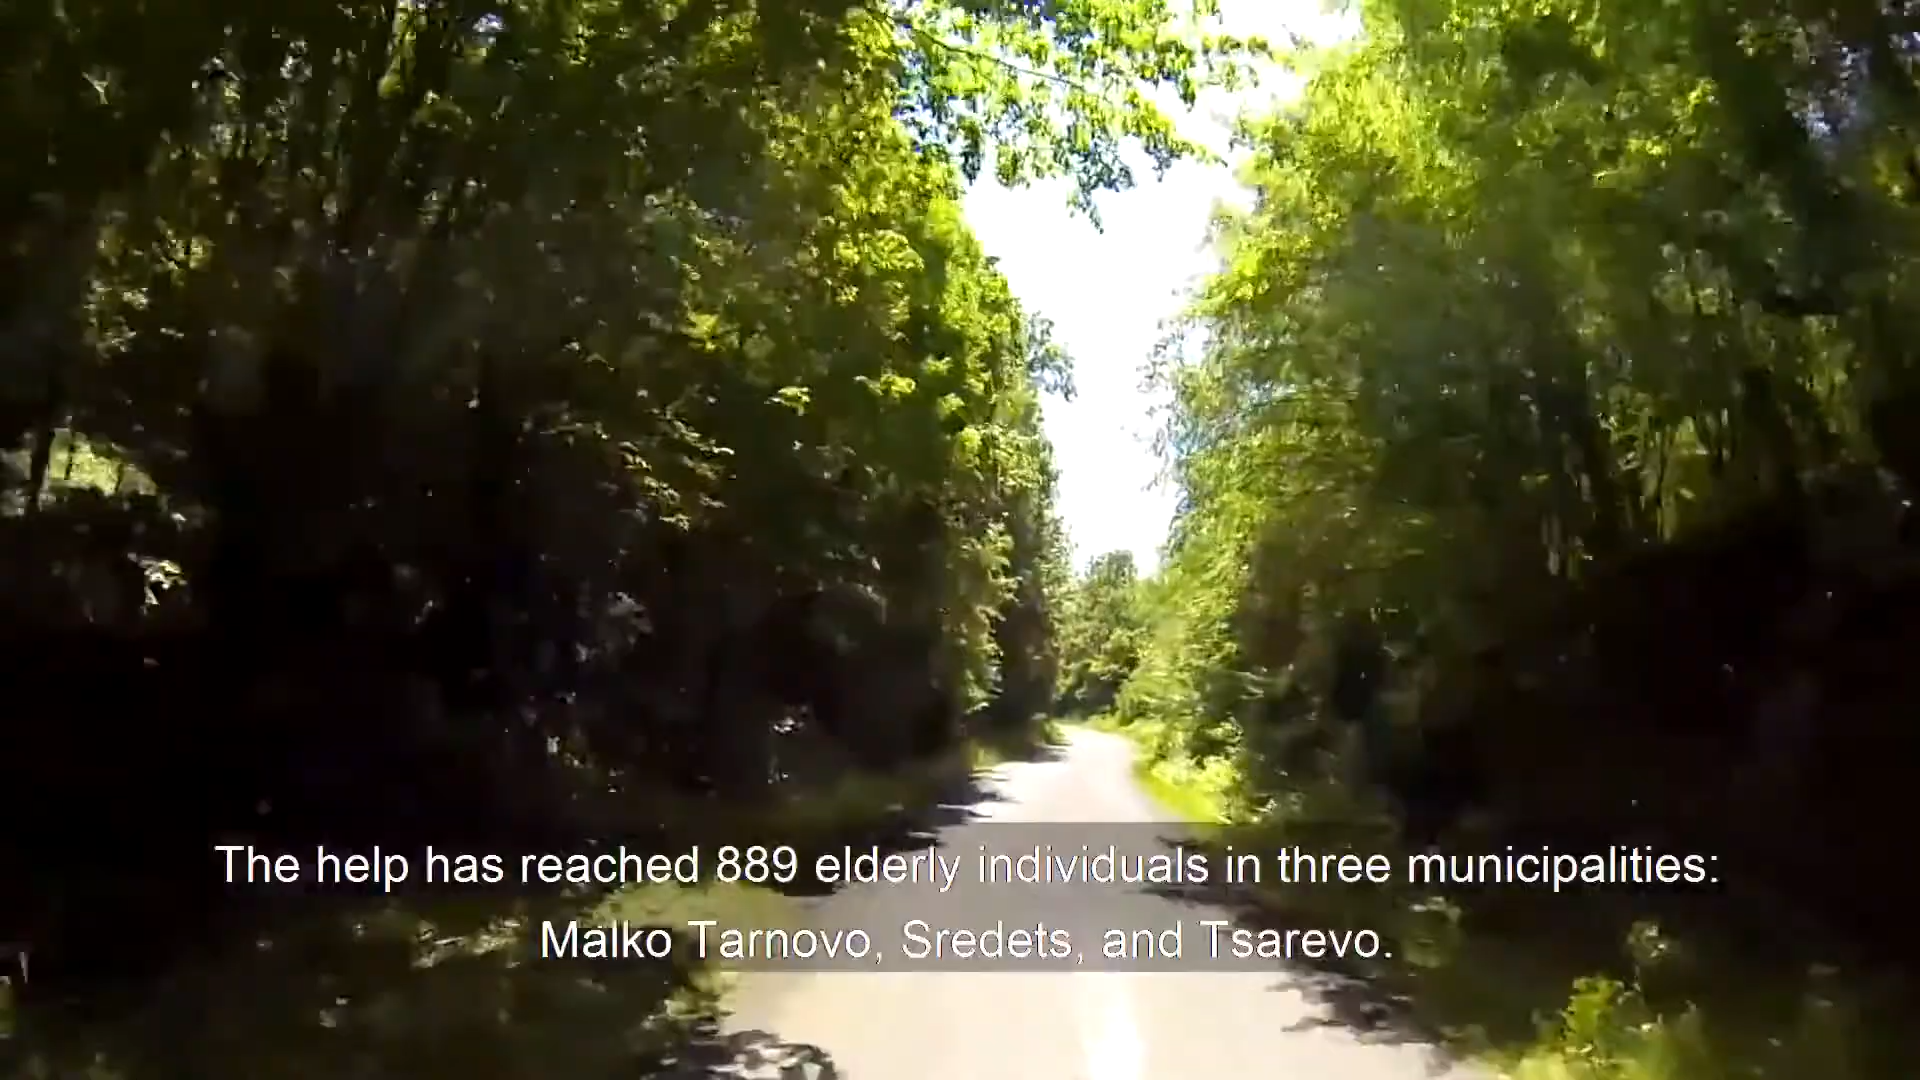 The help has reached 889 elderly individuals in three municipalities:
Malko Tarnovo, Sredets, and Tsarevo.